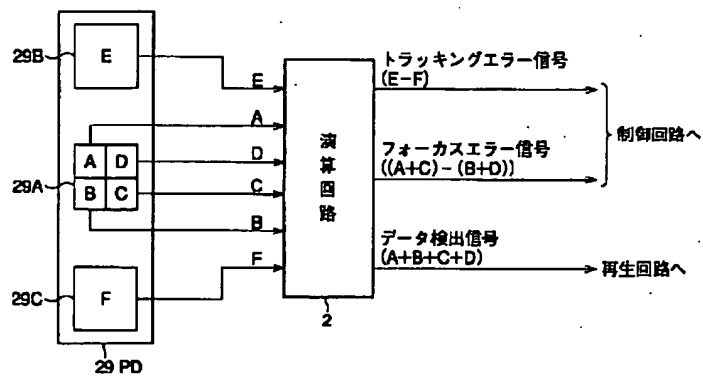 29B
E
E
A
A D
D
29A
B C
C
B
F
29C
F
29 PD
演算回路
2
トラッキングエラー信号
(E-F)
制御回路へ
フォーカスエラー信号
((A+C)-(B+D))
データ検出信号
(A+B+C+D)
再生回路へ